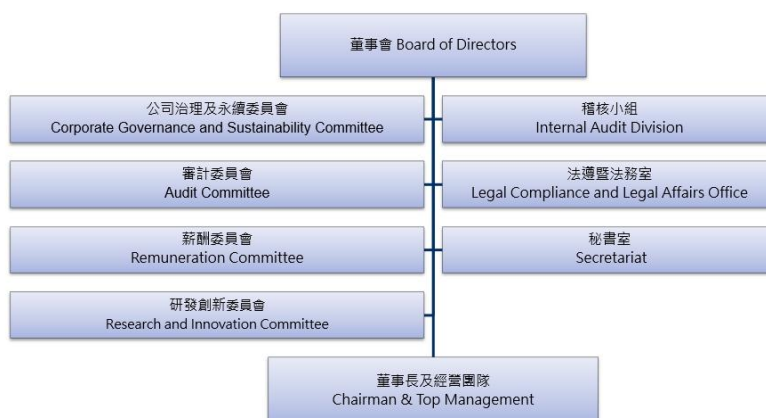 董事會 Board of Directors
公司治理及永續委員會
Corporate Governance and Sustainability Committee
稽核小組
Internal Audit Division
審計委員會
Audit Committee
法遵暨法務室
Legal Compliance and Legal Affairs Office
薪酬委員會
Remuneration Committee
秘書室
Secretariat
研發創新委員會
Research and Innovation Committee
董事長及經營團隊
Chairman & Top Management